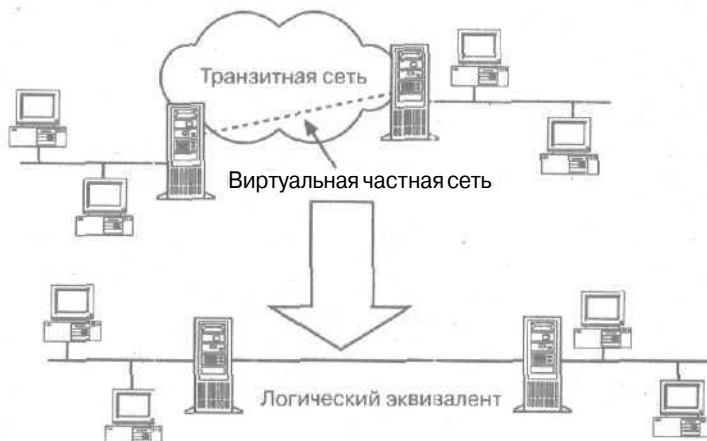 Транзитная сеть
Виртуальная частная сеть
Логический эквивалент